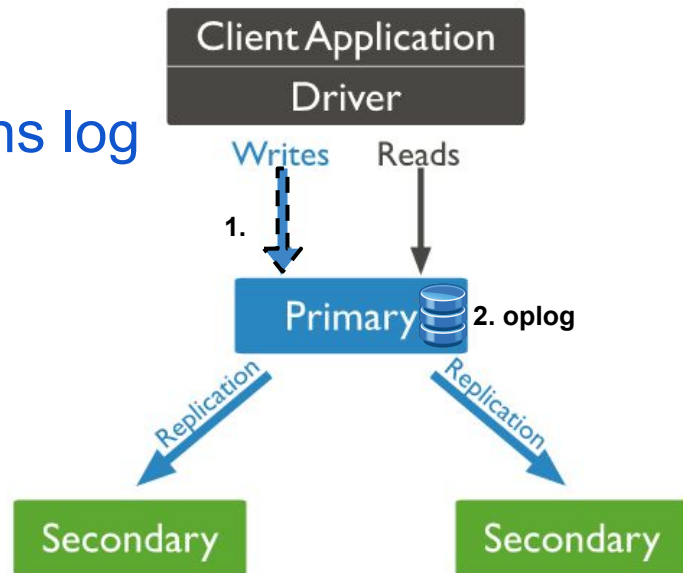 Client Application
Driver
ns log
Writes Reads
1.
Primary
2. oplog
Replication
Replication
Secondary
Secondary